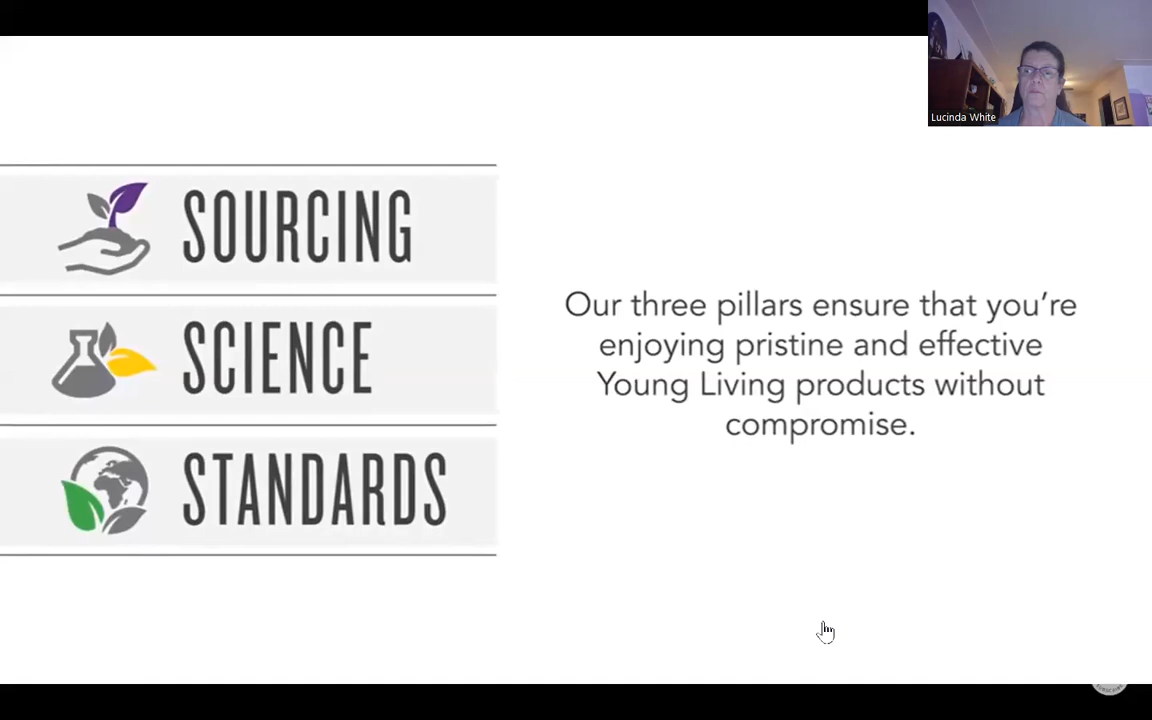 Lucinda White
SOURCING
SCIENCE
STANDARDS
Our three pillars ensure that you’re
enjoying pristine and effective
Young Living products without
compromise.